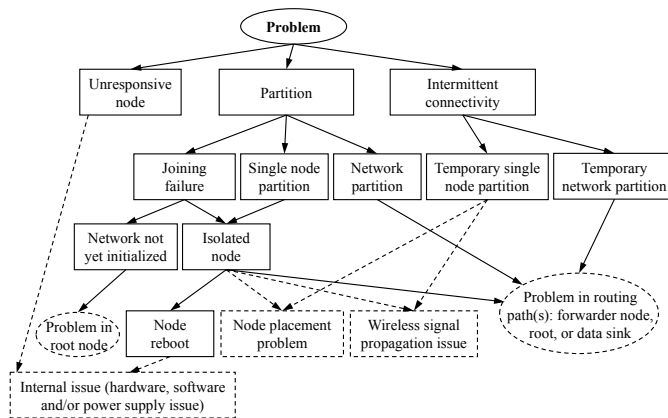 Problem
Unresponsive
node
Partition
Intermittent
connectivity
Joining
failure
Single node
partition
Network
partition
Temporary single
node partition
Temporary
network partition
Network not
yet initialized
Isolated
node
Problem in
root node
Node
reboot
Node placement
problem
Wireless signal
propagation issue
Problem in routing
path(s): forwarder node,
root, or data sink
Internal issue (hardware, software
and/or power supply issue)